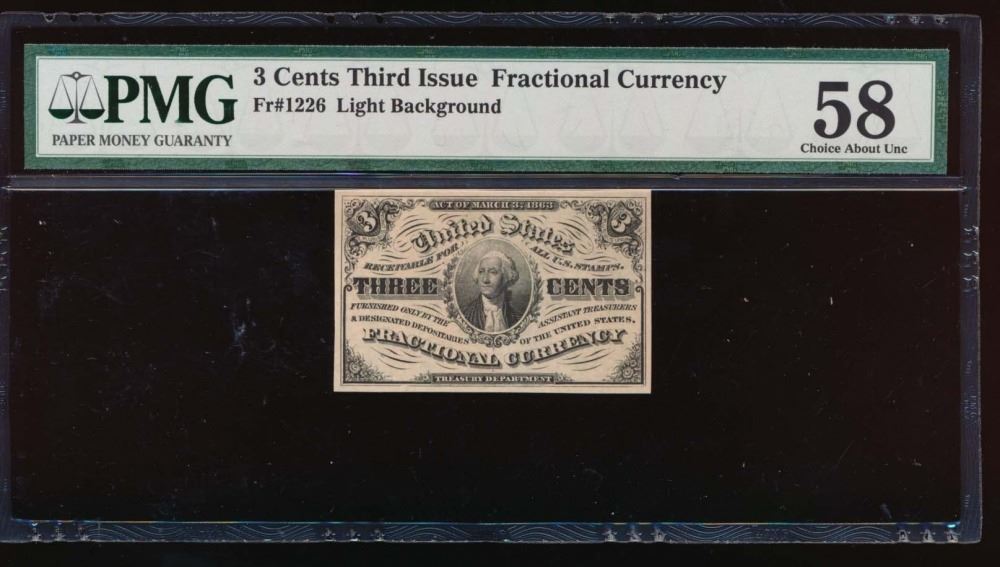 PMG
PAPER MONEY GUARANTY
3 Cents Third Issue Fractional Currency
Fr#1226 Light Background
58
Choice About Unc
3
ACT OF MARCH 3, 1863
3
United States
RECEIVABLE FOR ALL U.S. STAMPS.
THREE CENTS
FURNISHED ONLY BY THE ASSISTANT TREASURERS
& DESIGNATED DEPOSITARIES OF THE UNITED STATES.
FRACTIONAL CURRENCY
TREASURY DEPARTMENT